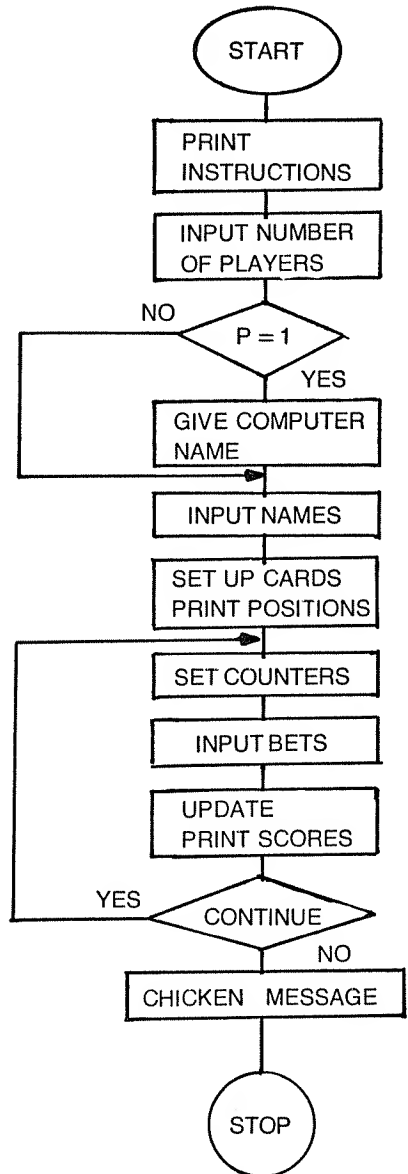 START
PRINT
INSTRUCTIONS
INPUT NUMBER
OF PLAYERS
NO
P = 1
YES
GIVE COMPUTER
NAME
INPUT NAMES
SET UP CARDS
PRINT POSITIONS
SET COUNTERS
INPUT BETS
UPDATE
PRINT SCORES
YES
CONTINUE
NO
CHICKEN MESSAGE
STOP